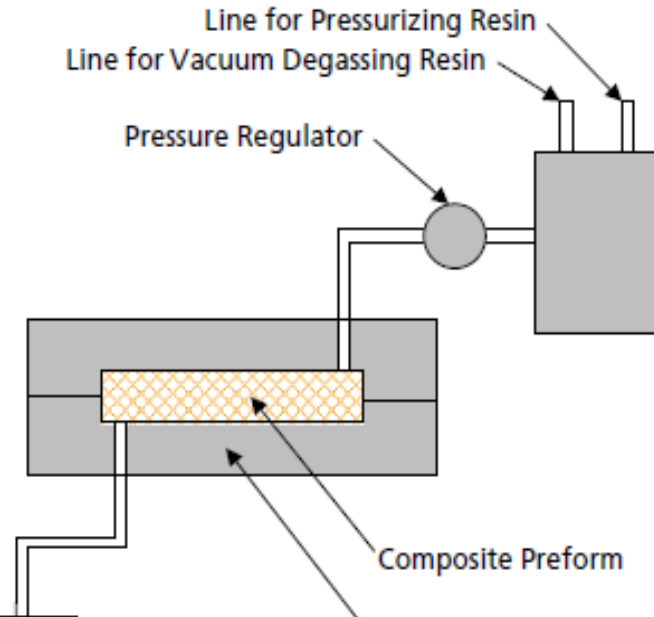 Line for Pressurizing Resin
Line for Vacuum Degassing Resin
Pressure Regulator
Composite Preform